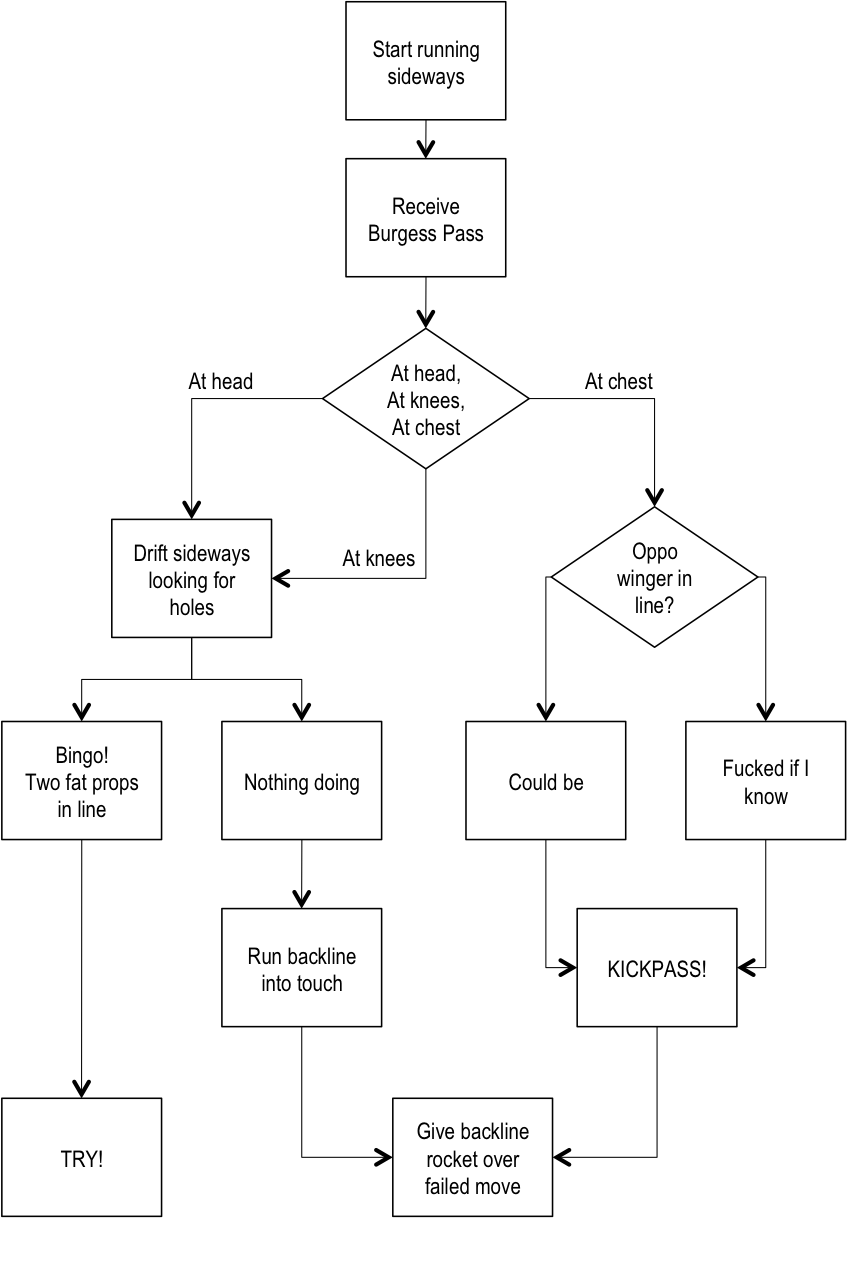 Start running
sideways
Receive
Burgess Pass
At head,
At knees,
At chest
At head
At chest
At knees
Drift sideways
looking for
holes
Oppo
winger in
line?
Bingo!
Two fat props
in line
Nothing doing
Could be
Fucked if I
know
Run backline
into touch
KICKPASS!
TRY!
Give backline
rocket over
failed move